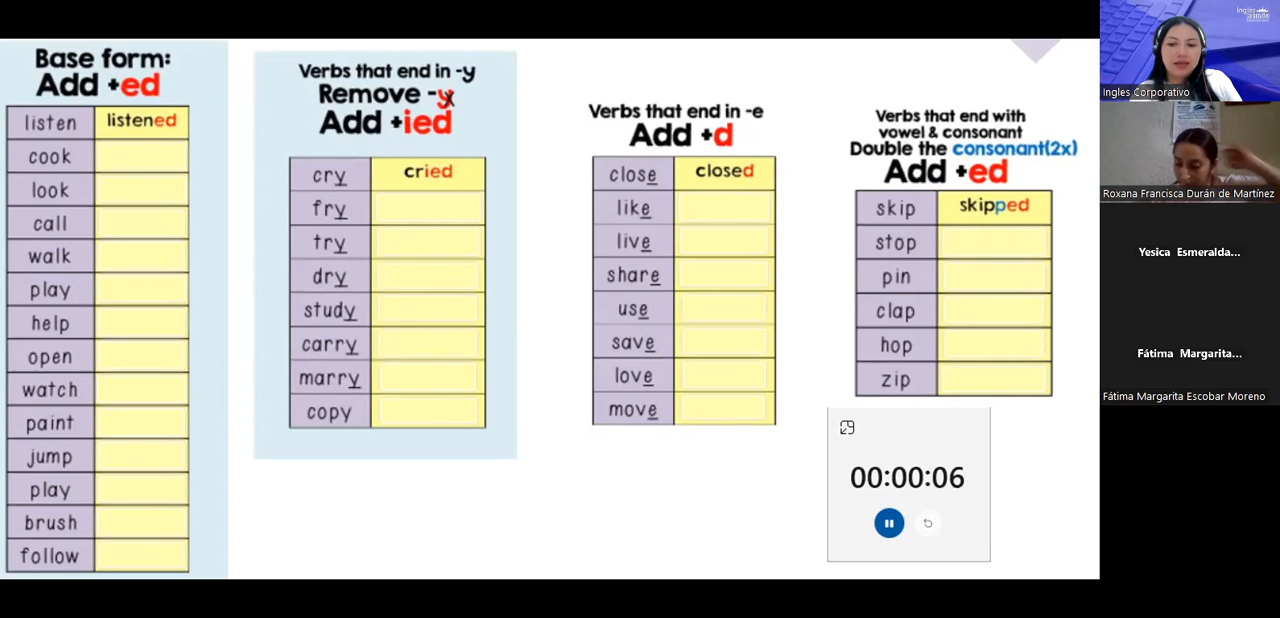 Base form:
Add +ed
listen listened
cook
look
call
walk
play
help
open
watch
paint
jump
play
brush
follow
Verbs that end in -y
Remove -y
Add +ied
cry cried
fry
try
dry
study
carry
marry
copy
Verbs that end in -e
Add +d
close closed
like
live
share
use
save
love
move
Verbs that end with
vowel & consonant
Double the consonant(2x)
Add +ed
skip skipped
stop
pin
clap
hop
zip
00:00:06
Ingles Corporativo
Roxana Francisca Durán de Martínez
Yesica Esmeralda...
Fátima Margarita...
Fátima Margarita Escobar Moreno